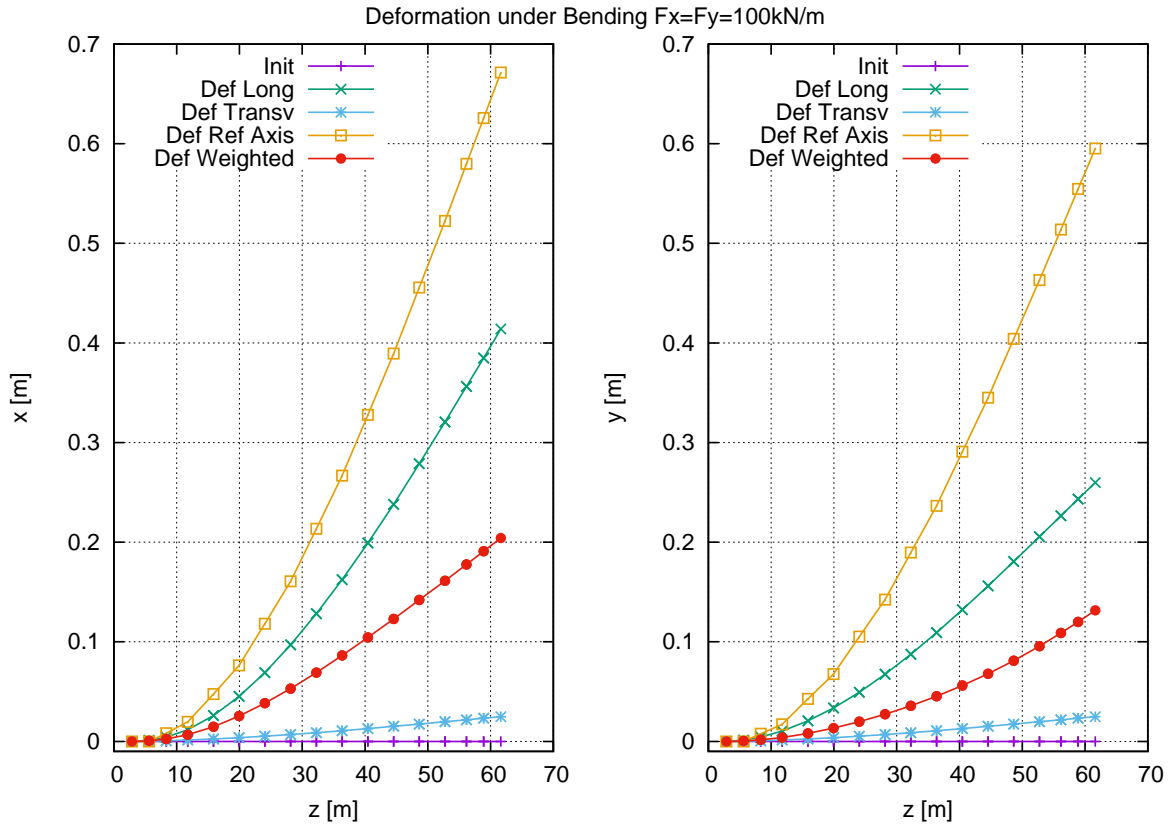 Deformation under Bending Fx=Fy=100kN/m
0.7
0.6
0.5
0.4
0.3
0.2
0.1
0
x [m]
Init
Def Long
Def Transv
Def Ref Axis
Def Weighted
0 10 20 30 40 50 60 70
z [m]
0.7
0.6
0.5
0.4
0.3
0.2
0.1
0
y [m]
Init
Def Long
Def Transv
Def Ref Axis
Def Weighted
0 10 20 30 40 50 60 70
z [m]